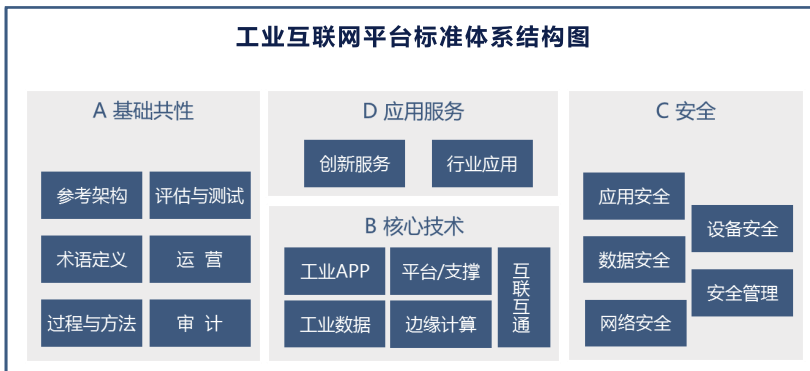 工业互联网平台标准体系结构图
A 基础共性
参考架构
评估与测试
术语定义
运 营
过程与方法
审 计
D 应用服务
创新服务
行业应用
B 核心技术
工业APP
平台/支撑
工业数据
边缘计算
互联互通
C 安全
应用安全
数据安全
网络安全
设备安全
安全管理